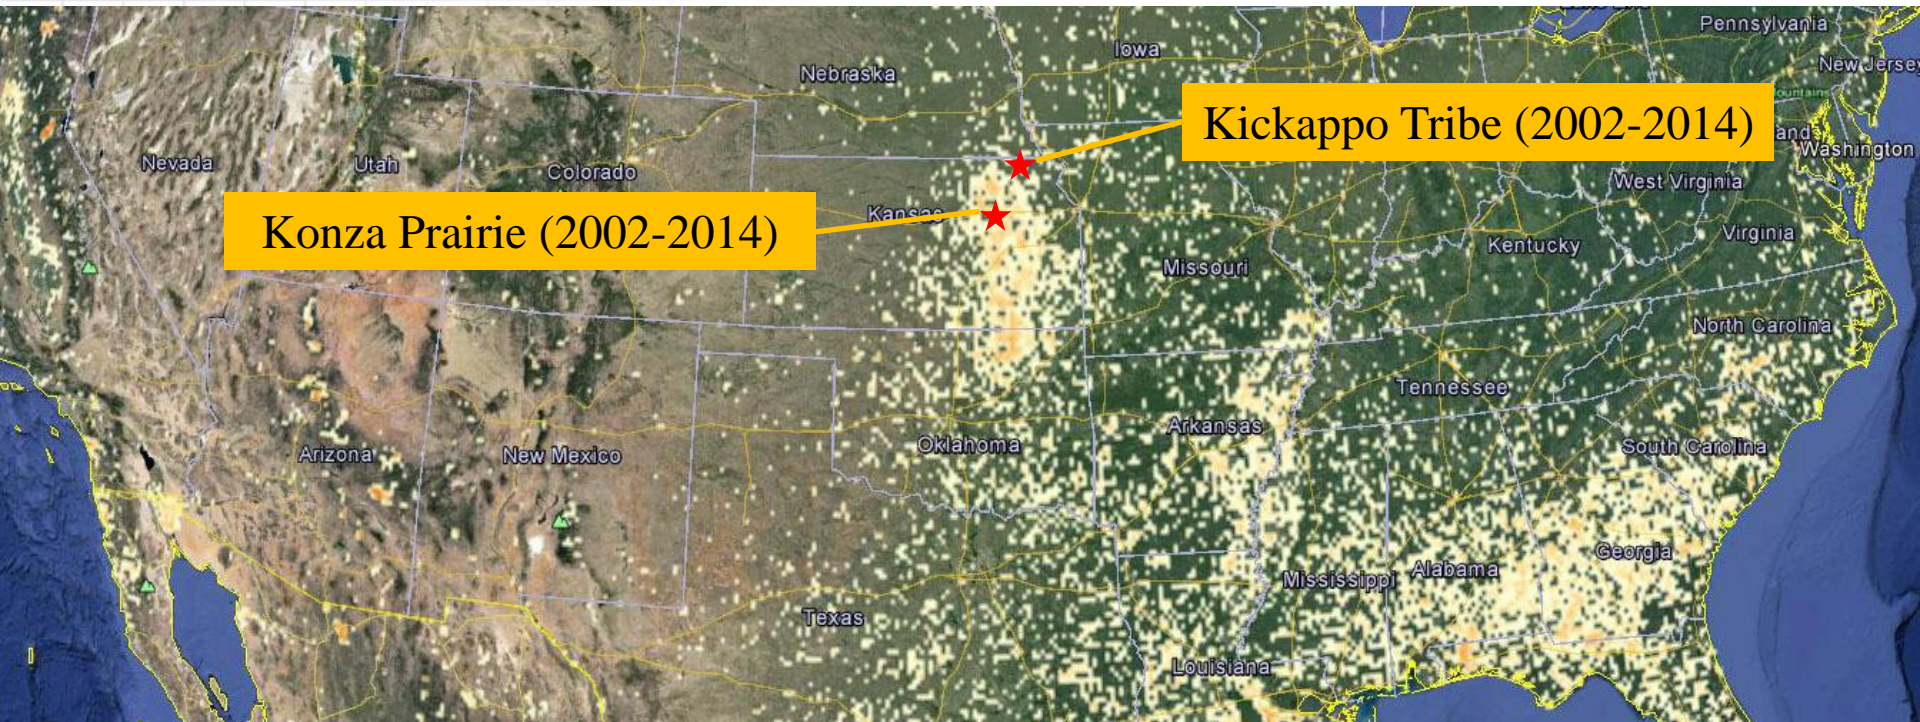 Pennsylvania
Iowa
New Jersey
Nebraska
Kickappo Tribe (2002-2014)
Washington
Nevada
Utah
Colorado
West Virginia
Kansas
Konza Prairie (2002-2014)
Virginia
Kentucky
Missouri
North Carolina
Tennessee
Arkansas
Oklahoma
South Carolina
Arizona
New Mexico
Georgia
Alabama
Mississippi
Texas
Louisiana